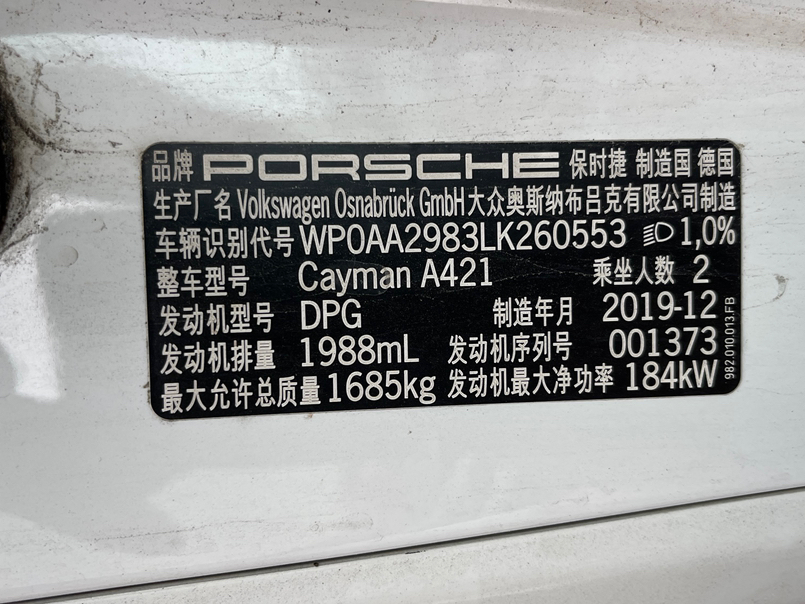 品牌 PORSCHE 保时捷 制造国 德国
生产厂名 Volkswagen Osnabrück GmbH大众奥斯纳布吕克有限公司制造
车辆识别代号 WP0AA2983LK260553 1,0%
整车型号 Cayman A421 乘坐人数 2
发动机型号 DPG 制造年月 2019-12
发动机排量 1988mL 发动机序列号 001373
最大允许总质量 1685kg 发动机最大净功率 184kW
982.010.013.FB